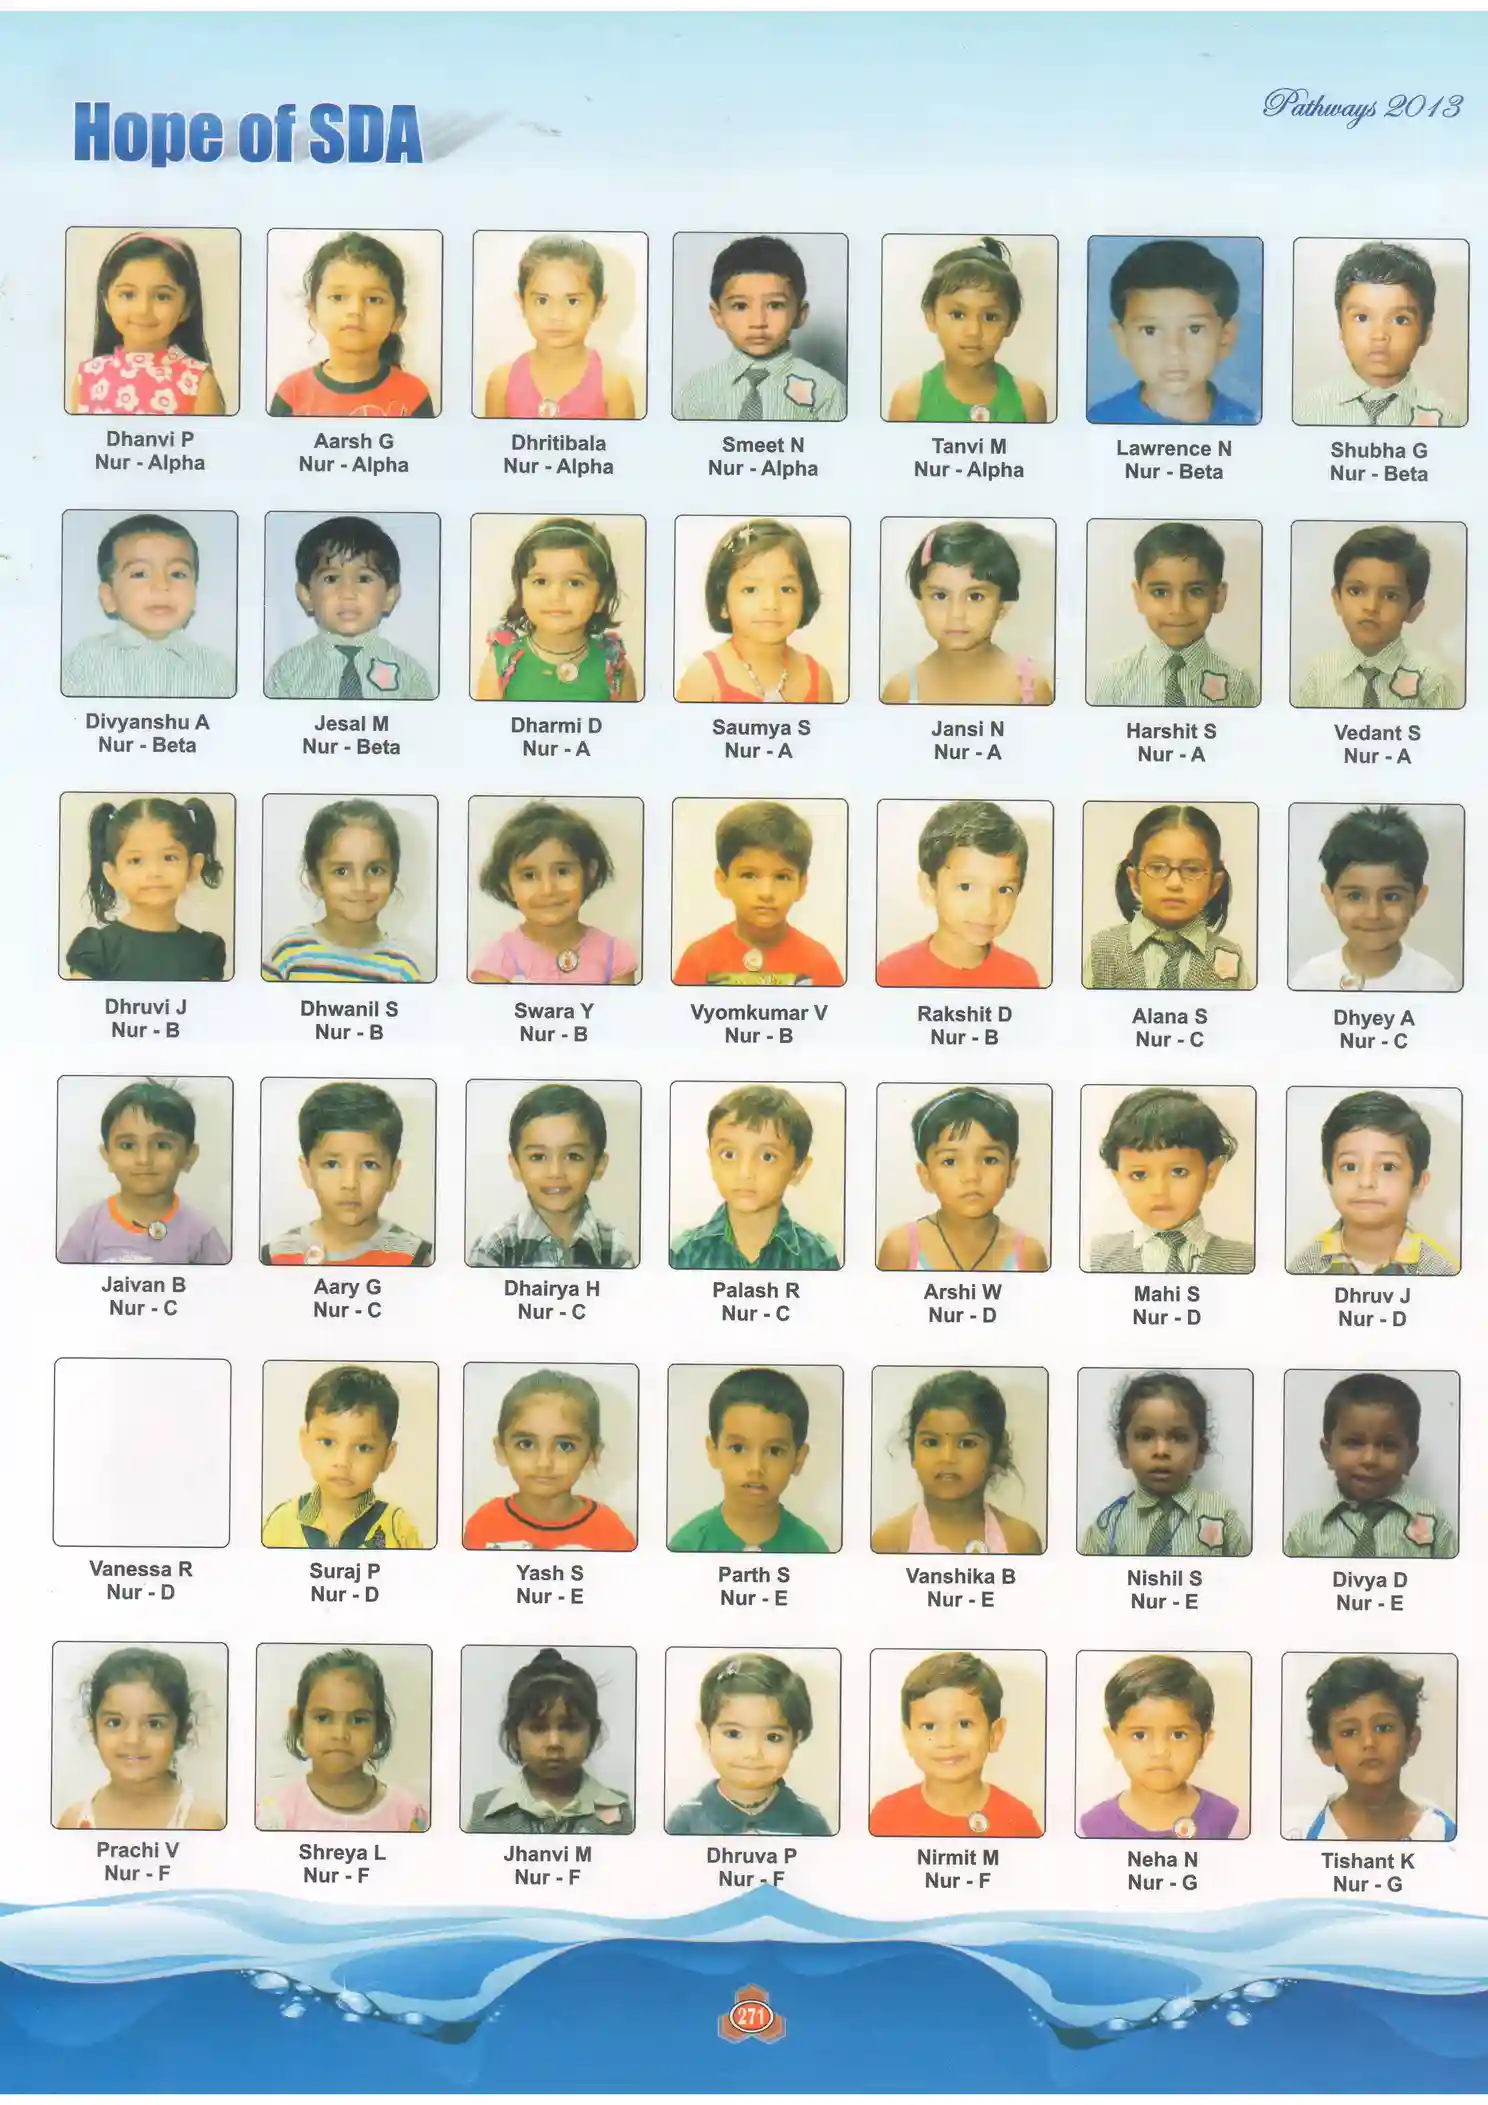 Pathways 2013
Hope of SDA
Dhanvi P
Nur - Alpha
Aarsh G
Nur - Alpha
Dhritibala
Nur - Alpha
Smeet N
Nur - Alpha
Tanvi M
Nur - Alpha
Lawrence N
Nur - Beta
Shubha G
Nur - Beta
Divyanshu A
Nur - Beta
Jesal M
Nur - Beta
Dharmi D
Nur - A
Saumya S
Nur - A
Jansi N
Nur - A
Harshit S
Nur - A
Vedant S
Nur - A
Dhruvi J
Nur - B
Dhwanil S
Nur - B
Swara Y
Nur - B
Vyomkumar V
Nur - B
Rakshit D
Nur - B
Alana S
Nur - C
Dhyey A
Nur - C
Jaivan B
Nur - C
Aary G
Nur - C
Dhairya H
Nur - C
Palash R
Nur - C
Arshi W
Nur - D
Mahi S
Nur - D
Dhruv J
Nur - D
Vanessa R
Nur - D
Suraj P
Nur - D
Yash S
Nur - E
Parth S
Nur - E
Vanshika B
Nur - E
Nishil S
Nur - E
Divya D
Nur - E
Prachi V
Nur - F
Shreya L
Nur - F
Jhanvi M
Nur - F
Dhruva P
Nur - F
Nirmit M
Nur - F
Neha N
Nur - G
Tishant K
Nur - G
271